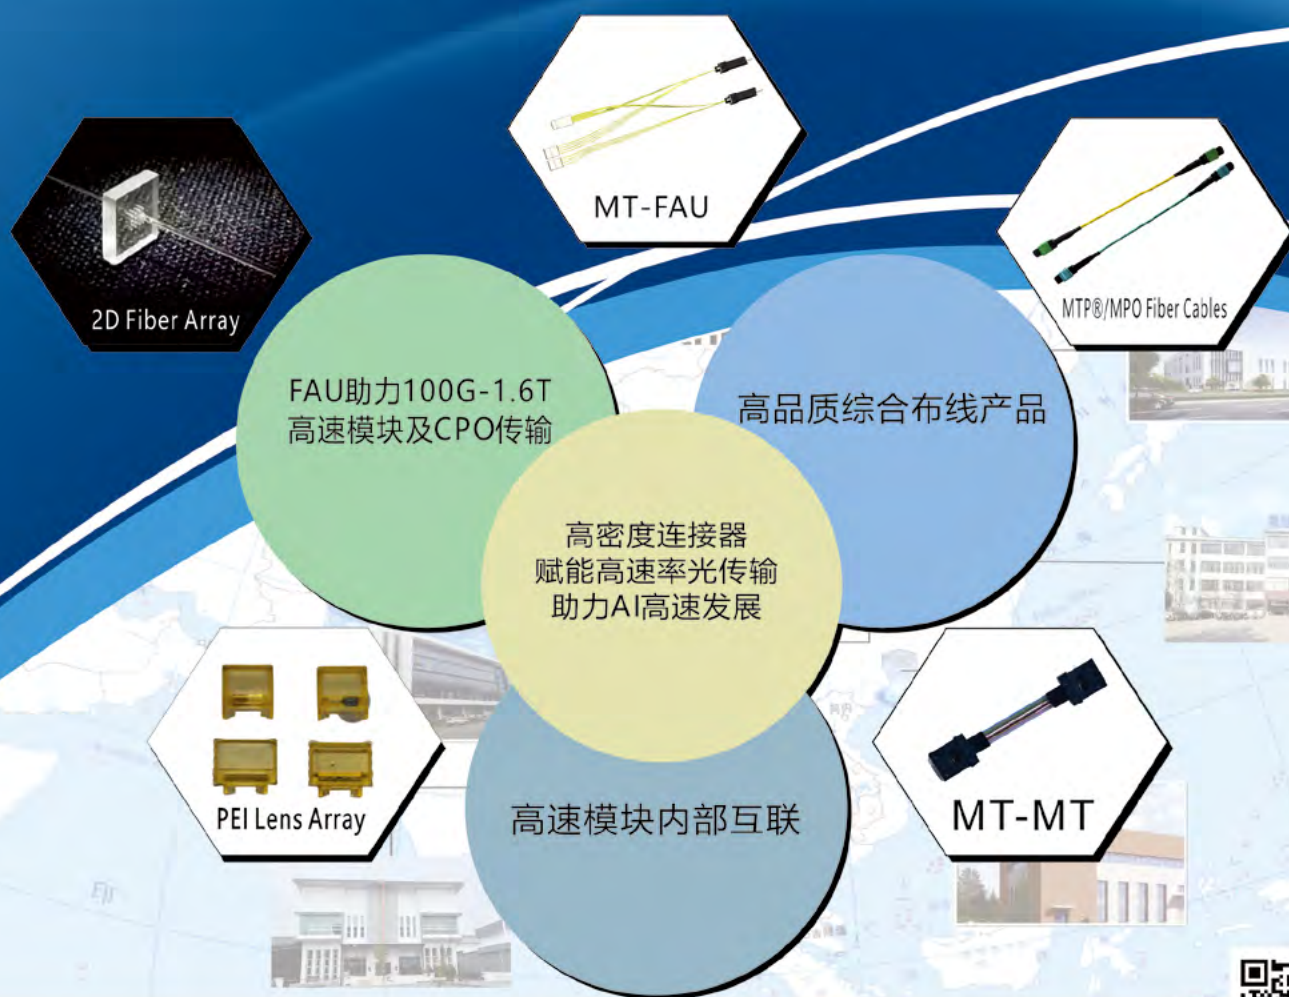 MT-FAU
2D Fiber Array
MTP®/MPO Fiber Cables
FAU助力100G-1.6T
高速模块及CPO传输
高品质综合布线产品
高密度连接器
赋能高速率光传输
助力AI高速发展
PEI Lens Array
高速模块内部互联
MT-MT